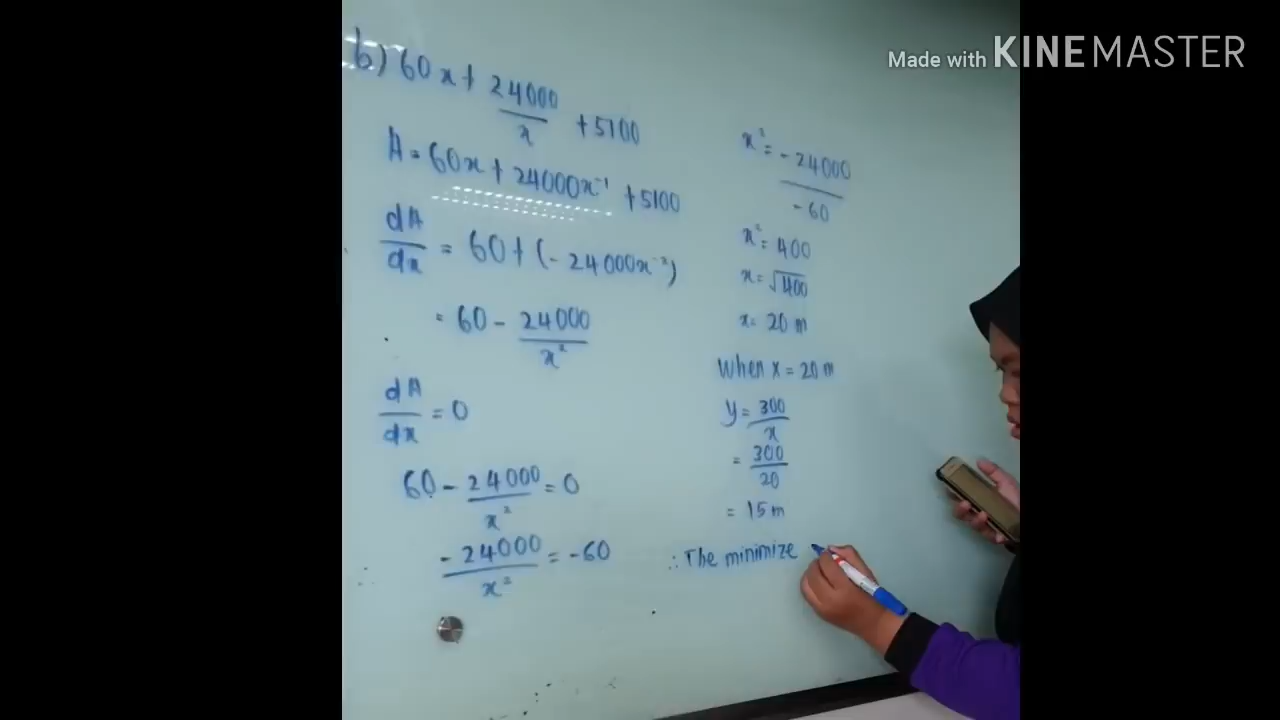 Made with KINEMASTER
b) 60x + 24000/x + 5100
A = 60x + 24000x⁻¹ + 5100
dA/dx = 60 + (- 24000x⁻²)
= 60 - 24000/x²
dA/dx = 0
60 - 24000/x² = 0
- 24000/x² = -60
x² = - 24000/- 60
x² = 400
x = √400
x = 20 m
When x = 20 m
y = 300/x
= 300/20
= 15 m
∴ The minimize